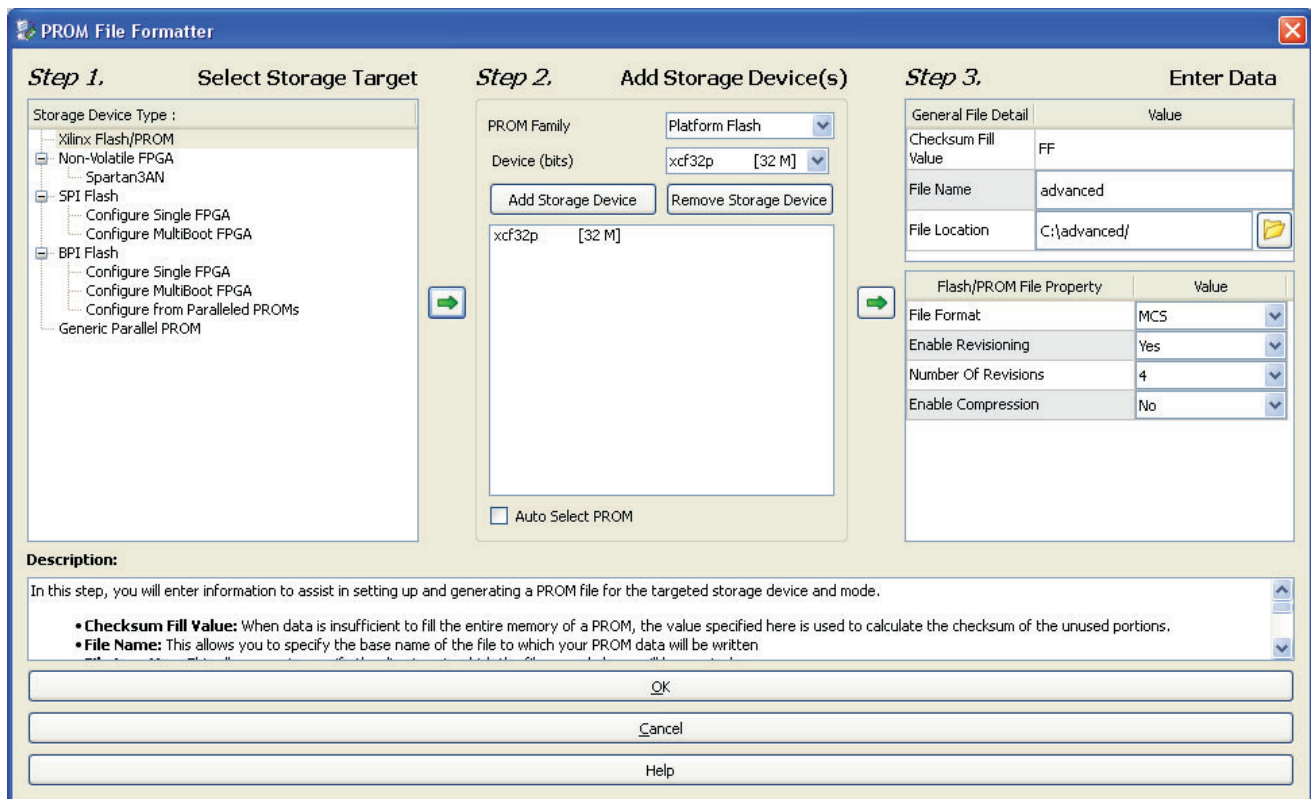 PROM File Formatter
Step 1. Select Storage Target
Storage Device Type :
Xilinx Flash/PROM
Non-Volatile FPGA
Spartan3AN
SPI Flash
Configure Single FPGA
Configure MultiBoot FPGA
BPI Flash
Configure Single FPGA
Configure MultiBoot FPGA
Configure from Paralleled PROMs
Generic Parallel PROM
Step 2. Add Storage Device(s)
PROM Family Platform Flash
Device (bits) xcf32p [32 M]
Add Storage Device Remove Storage Device
xcf32p [32 M]
Auto Select PROM
Step 3. Enter Data
General File Detail Value
Checksum Fill
Value FF
File Name advanced
File Location C:\advanced/
Flash/PROM File Property Value
File Format MCS
Enable Revisioning Yes
Number Of Revisions 4
Enable Compression No
Description:
In this step, you will enter information to assist in setting up and generating a PROM file for the targeted storage device and mode.
• Checksum Fill Value: When data is insufficient to fill the entire memory of a PROM, the value specified here is used to calculate the checksum of the unused portions.
• File Name: This allows you to specify the base name of the file to which your PROM data will be written
OK
Cancel
Help